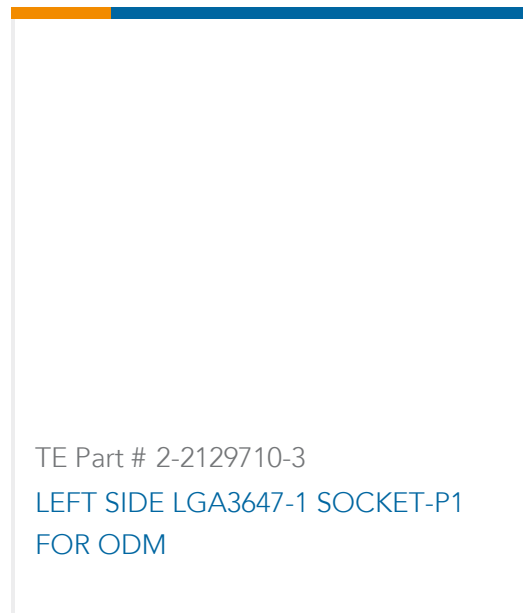 TE Part # 2-2129710-3
LEFT SIDE LGA3647-1 SOCKET-P1
FOR ODM